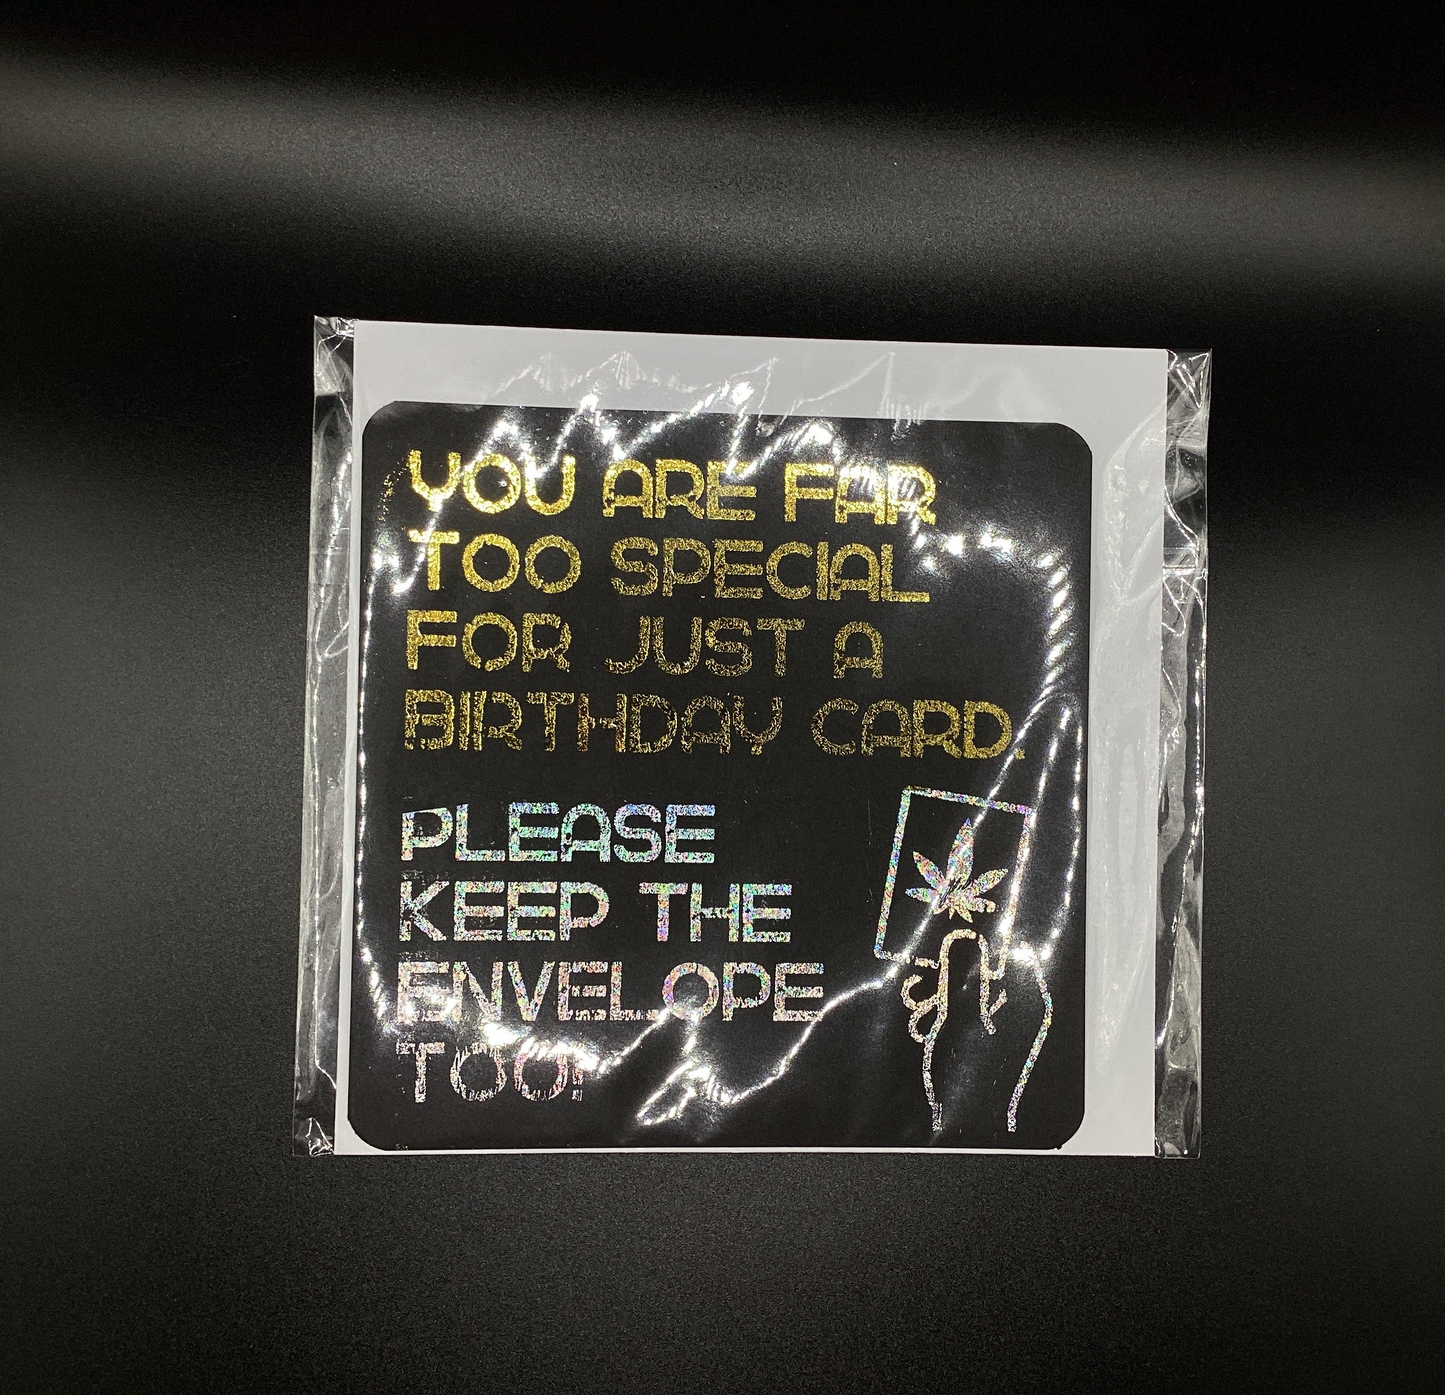 YOU ARE FAR
TOO SPECIAL
FOR JUST A
BIRTHDAY CARD.
PLEASE
KEEP THE
ENVELOPE
TOO!